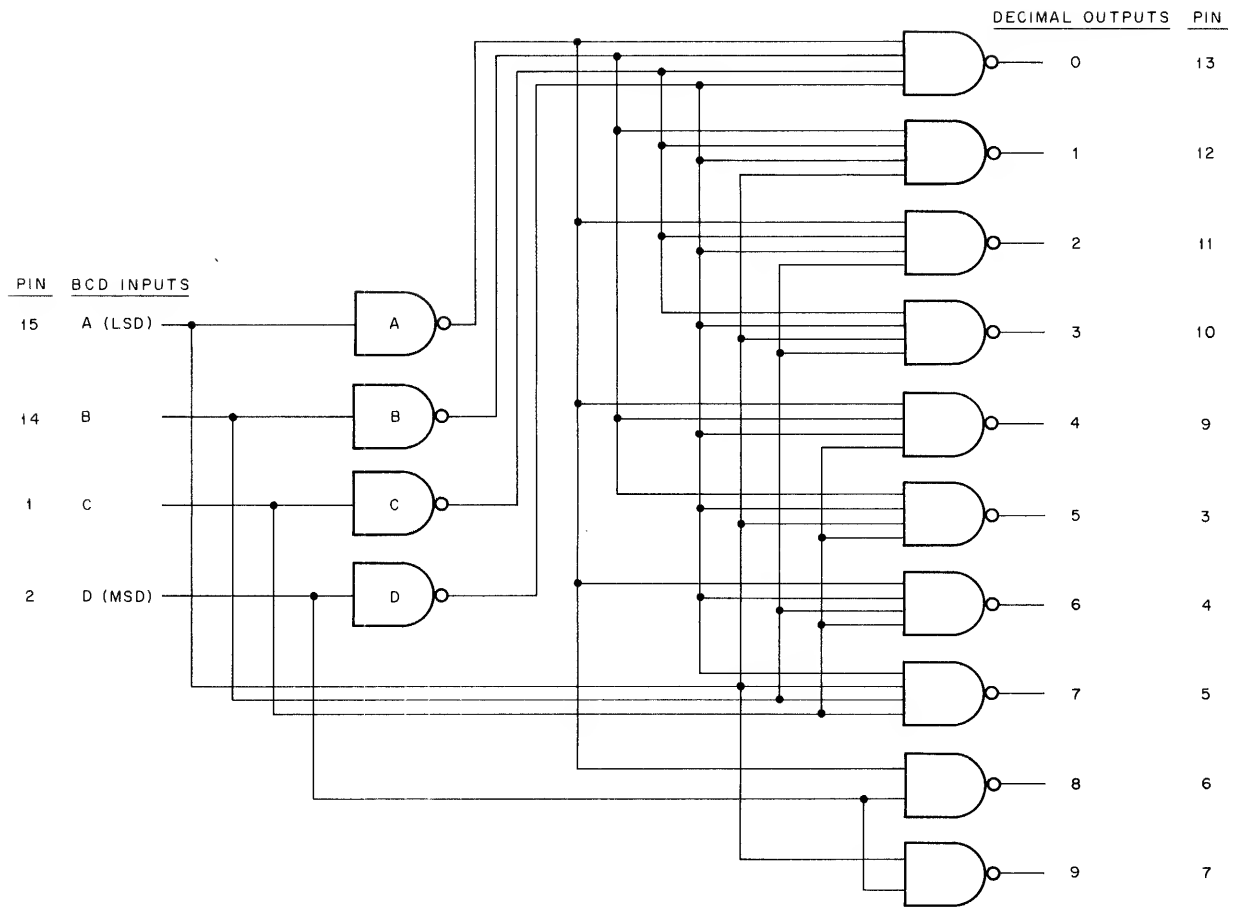 DECIMAL OUTPUTS PIN
0 13
1 12
2 11
PIN BCD INPUTS
15 A (LSD) A
3 10
14 B B
4 9
1 C C
5 3
2 D (MSD) D
6 4
7 5
8 6
9 7